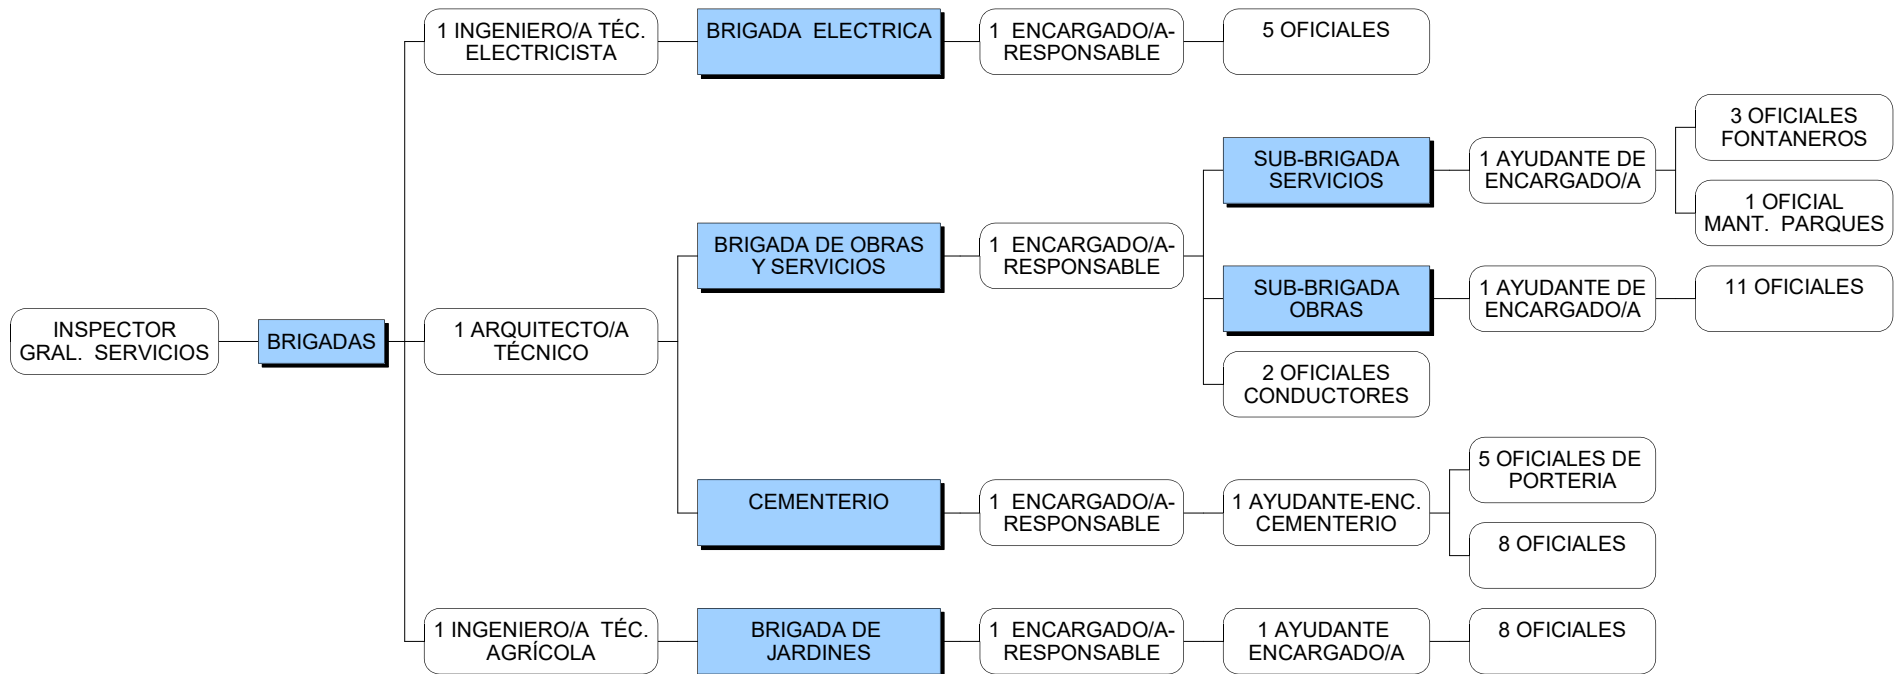 1 INGENIERO/A TÉC.
ELECTRICISTA
BRIGADA ELECTRICA
1 ENCARGADO/A-
RESPONSABLE
5 OFICIALES
3 OFICIALES
FONTANEROS
SUB-BRIGADA
SERVICIOS
1 AYUDANTE DE
ENCARGADO/A
1 OFICIAL
MANT. PARQUES
BRIGADA DE OBRAS
Y SERVICIOS
1 ENCARGADO/A-
RESPONSABLE
SUB-BRIGADA
OBRAS
1 AYUDANTE DE
ENCARGADO/A
11 OFICIALES
INSPECTOR
GRAL. SERVICIOS
BRIGADAS
1 ARQUITECTO/A
TÉCNICO
2 OFICIALES
CONDUCTORES
5 OFICIALES DE
PORTERIA
CEMENTERIO
1 ENCARGADO/A-
RESPONSABLE
1 AYUDANTE-ENC.
CEMENTERIO
8 OFICIALES
1 INGENIERO/A TÉC.
AGRÍCOLA
BRIGADA DE
JARDINES
1 ENCARGADO/A-
RESPONSABLE
1 AYUDANTE
ENCARGADO/A
8 OFICIALES